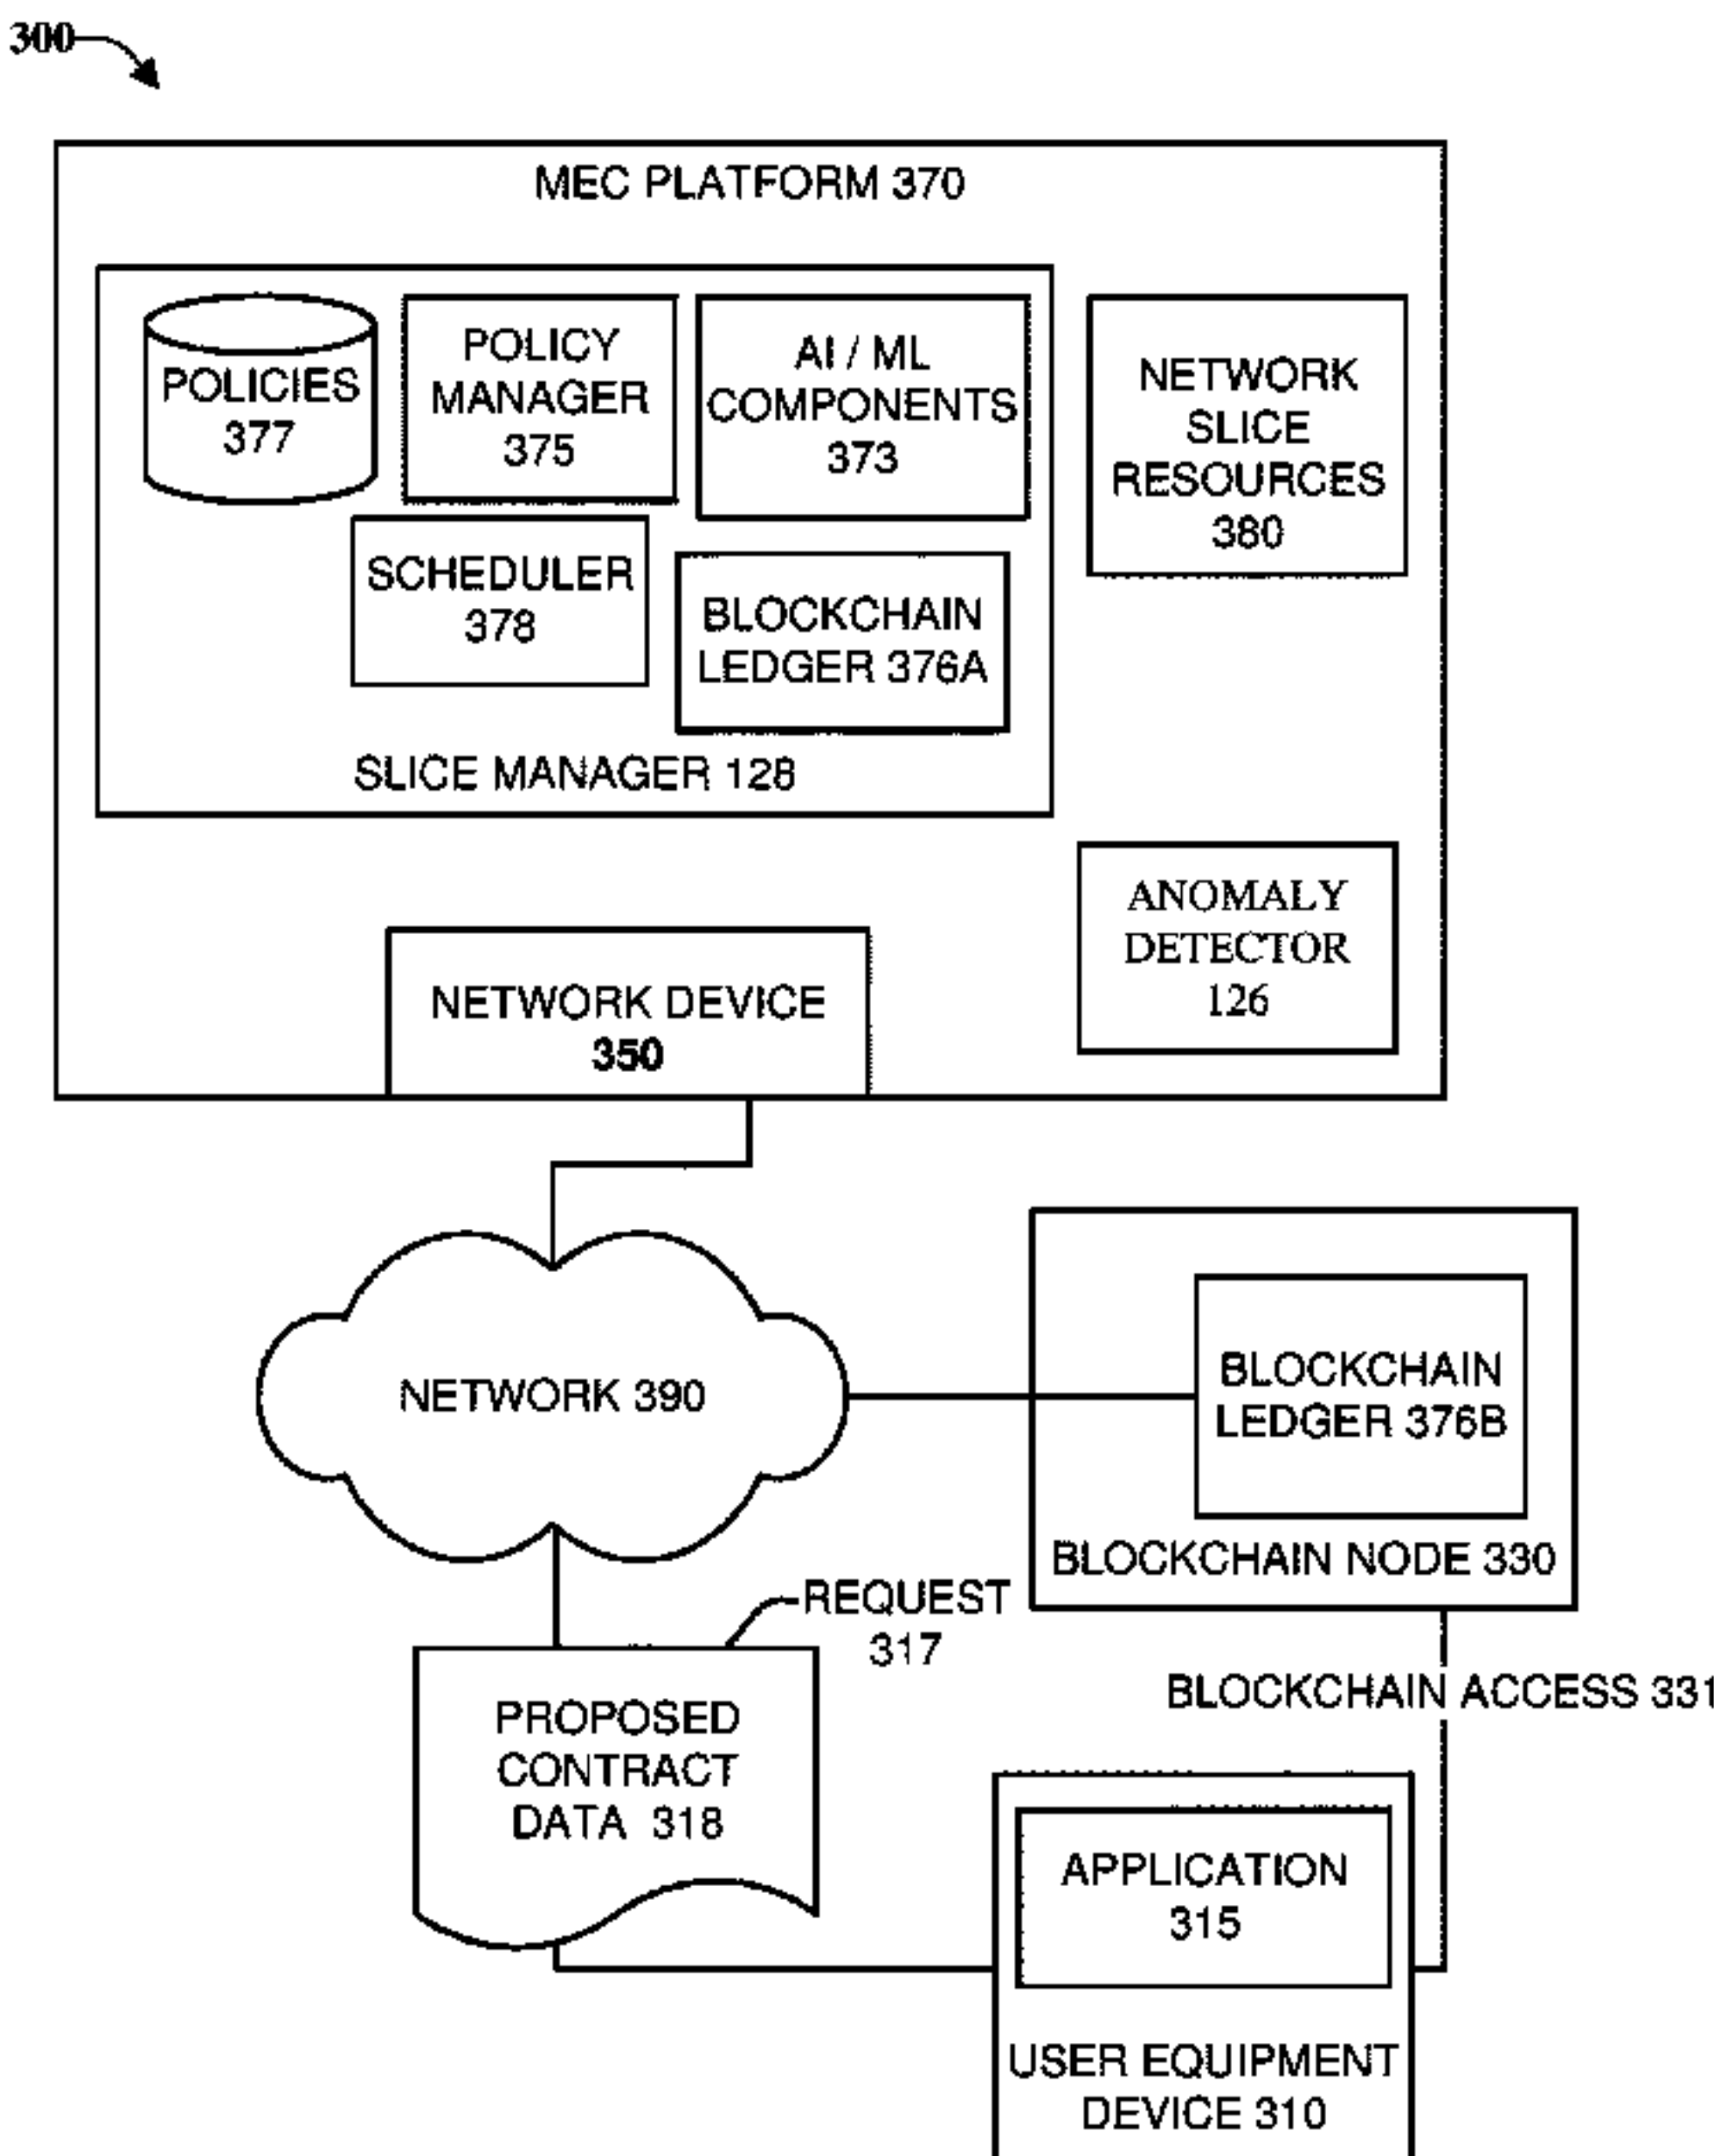 300
MEC PLATFORM 370
POLICIES
377
POLICY
MANAGER
375
AI / ML
COMPONENTS
373
NETWORK
SLICE
RESOURCES
380
SCHEDULER
378
BLOCKCHAIN
LEDGER 376A
SLICE MANAGER 128
ANOMALY
DETECTOR
126
NETWORK DEVICE
350
NETWORK 390
BLOCKCHAIN
LEDGER 376B
BLOCKCHAIN NODE 330
REQUEST
317
PROPOSED
CONTRACT
DATA 318
BLOCKCHAIN ACCESS 331
APPLICATION
315
USER EQUIPMENT
DEVICE 310